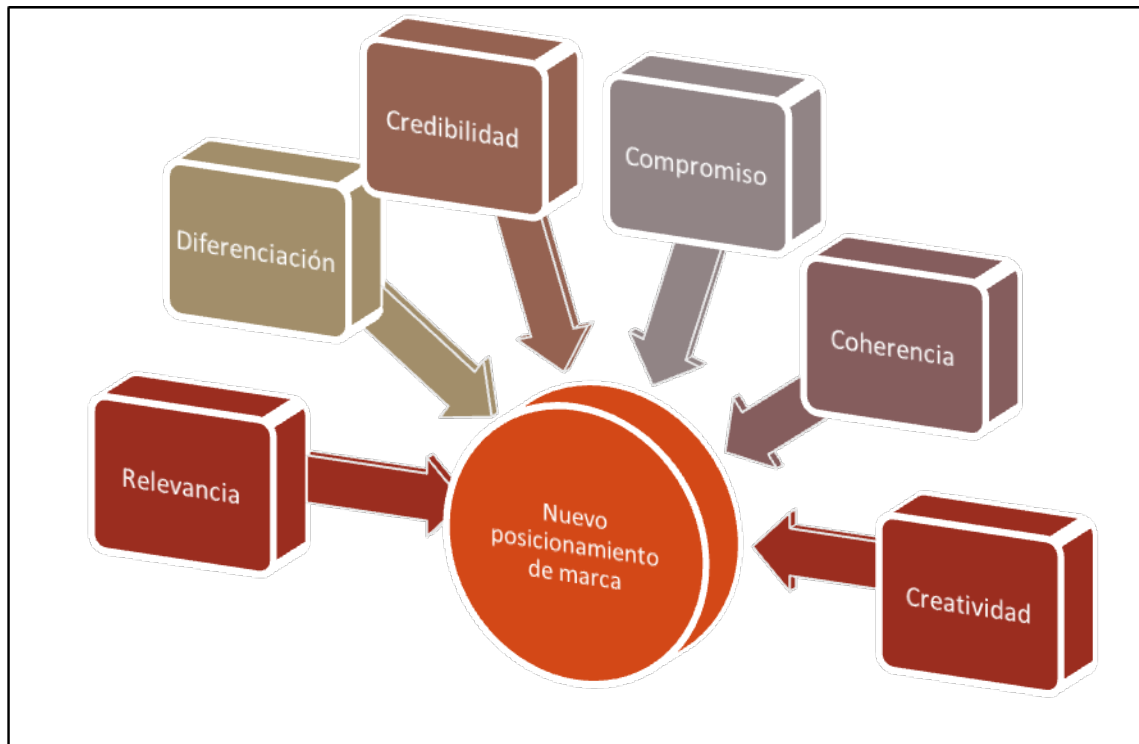 Credibilidad
Compromiso
Diferenciación
Coherencia
Relevancia
Nuevo
posicionamiento
de marca
Creatividad